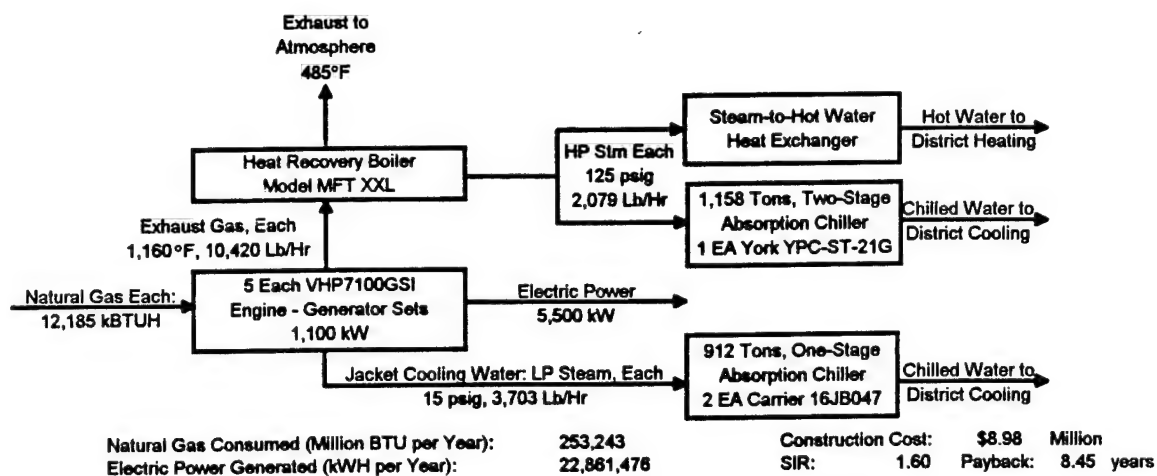 Exhaust to
Atmosphere
485°F
Heat Recovery Boiler
Model MFT XXL
HP Stm Each
125 psig
2,079 Lb/Hr
Steam-to-Hot Water
Heat Exchanger
Hot Water to
District Heating
1,158 Tons, Two-Stage
Absorption Chiller
1 EA York YPC-ST-21G
Chilled Water to
District Cooling
Exhaust Gas, Each
1,160°F, 10,420 Lb/Hr
Natural Gas Each:
12,185 kBTUH
5 Each VHP7100GSI
Engine - Generator Sets
1,100 kW
Electric Power
5,500 kW
Jacket Cooling Water: LP Steam, Each
15 psig, 3,703 Lb/Hr
912 Tons, One-Stage
Absorption Chiller
2 EA Carrier 16JB047
Chilled Water to
District Cooling
Natural Gas Consumed (Million BTU per Year): 253,243 Construction Cost: $8.98 Million
Electric Power Generated (kWH per Year): 22,861,476 SIR: 1.60 Payback: 8.45 years